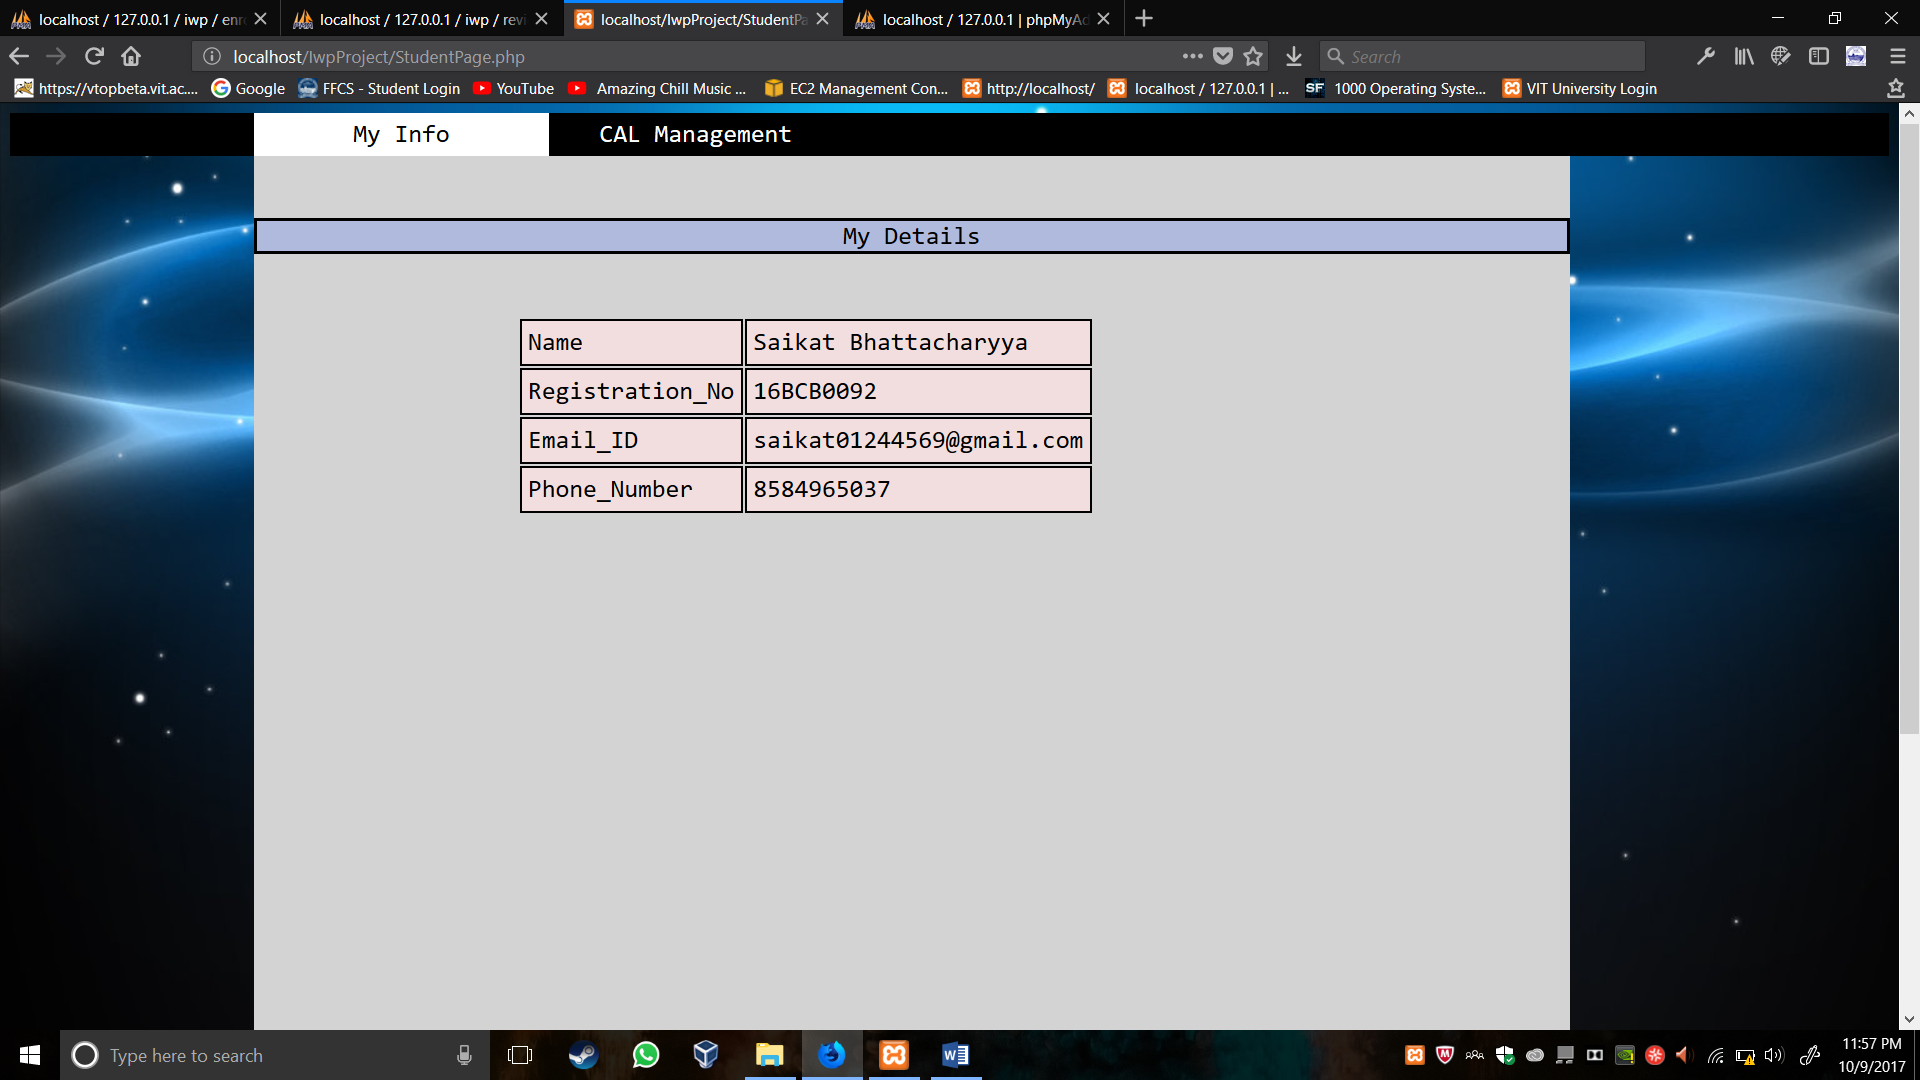 localhost / 127.0.0.1 / iwp / enr
localhost / 127.0.0.1 / iwp / revi
localhost/IwpProject/StudentPa
localhost / 127.0.0.1 | phpMyAd
localhost/IwpProject/StudentPage.php
Search
https://vtopbeta.vit.ac....
Google
FFCS - Student Login
YouTube
Amazing Chill Music ...
EC2 Management Con...
http://localhost/
localhost / 127.0.0.1 | ...
SF 1000 Operating Syste...
VIT University Login
My Info
CAL Management
My Details
Name Saikat Bhattacharyya
Registration_No 16BCB0092
Email_ID saikat01244569@gmail.com
Phone_Number 8584965037
Type here to search
11:57 PM
10/9/2017